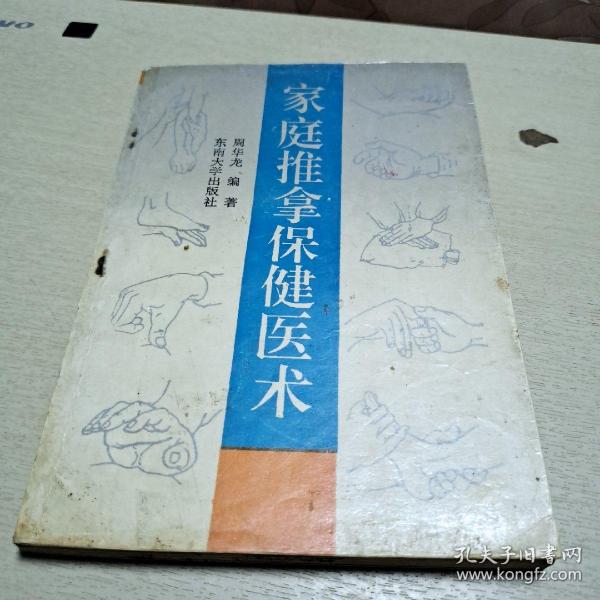 家庭推拿保健医术
周华龙 编著
东南大学出版社
孔夫子旧书网
www.kongfz.com